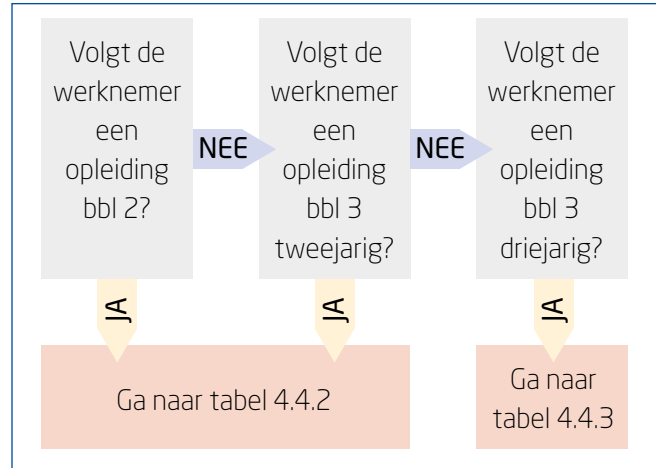 Volgt de
werknemer
een
opleiding
bbl 2?
NEE
Volgt de
werknemer
een
opleiding
bbl 3
tweejarig?
NEE
Volgt de
werknemer
een
opleiding
bbl 3
driejarig?
JA
JA
JA
Ga naar tabel 4.4.2
Ga naar
tabel 4.4.3